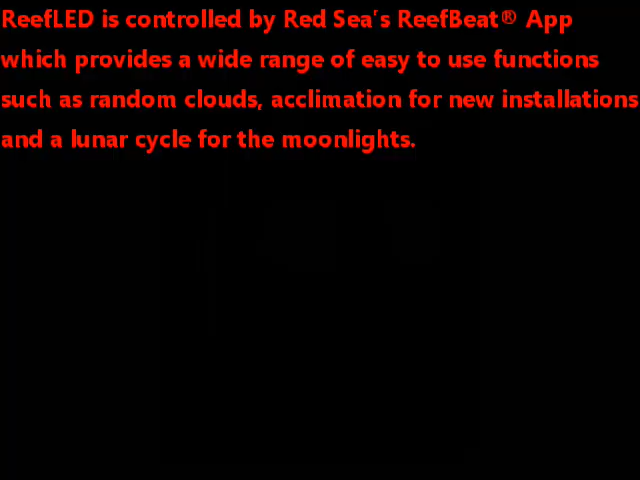 ReefLED is controlled by Red Sea's ReefBeat® App
which provides a wide range of easy to use functions
such as random clouds, acclimation for new installations
and a lunar cycle for the moonlights.